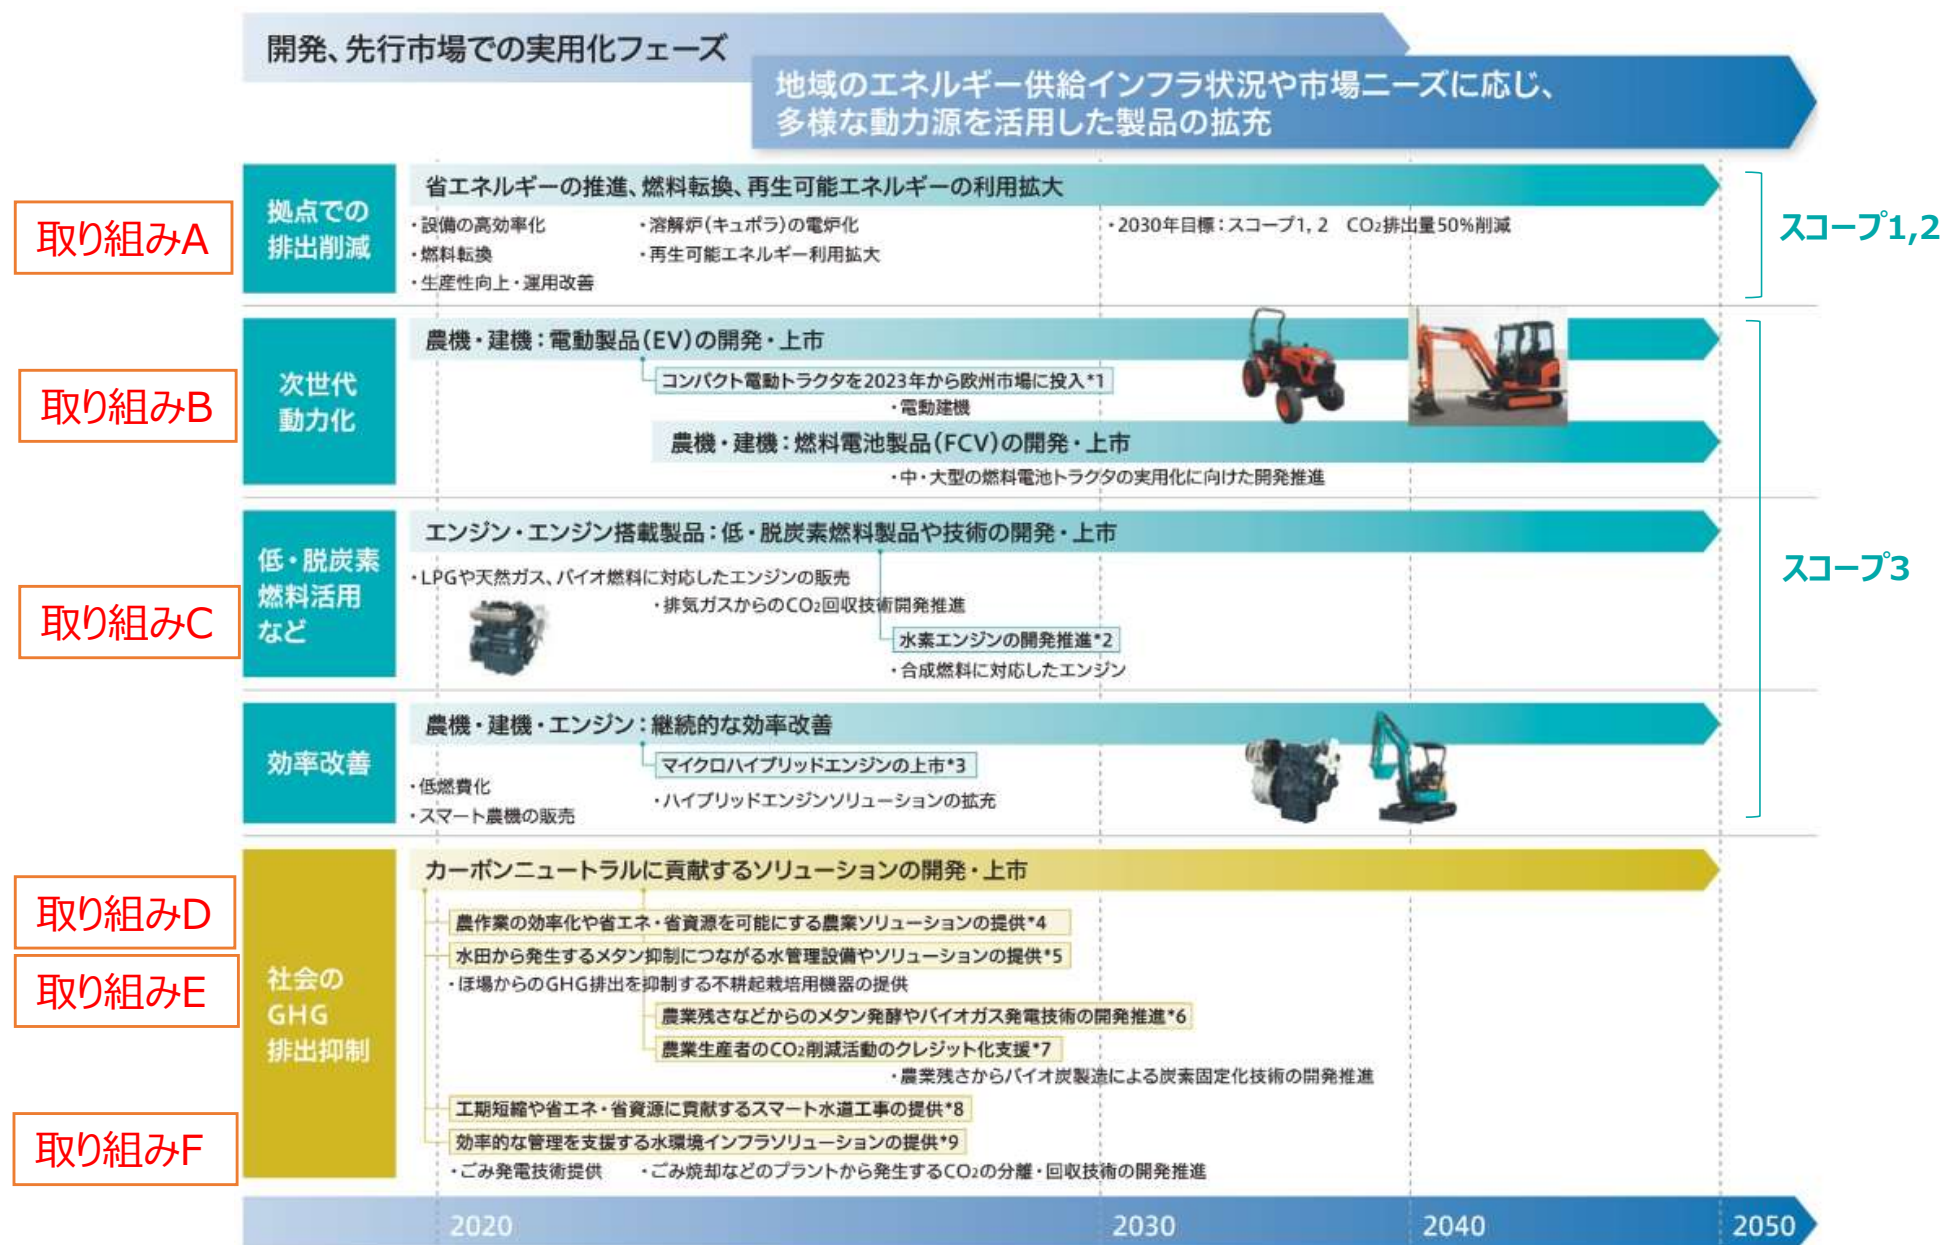 開発、先行市場での実用化フェーズ
地域のエネルギー供給インフラ状況や市場ニーズに応じ、
多様な動力源を活用した製品の拡充
取り組みA
拠点での
排出削減
省エネルギーの推進、燃料転換、再生可能エネルギーの利用拡大
・設備の高効率化
・溶解炉(キュポラ)の電炉化
・2030年目標：スコープ1, 2 CO₂排出量50%削減
・燃料転換
・再生可能エネルギー利用拡大
・生産性向上・運用改善
スコープ1,2
取り組みB
次世代
動力化
農機・建機：電動製品(EV)の開発・上市
コンパクト電動トラクタを2023年から欧州市場に投入*1
・電動建機
農機・建機：燃料電池製品(FCV)の開発・上市
・中・大型の燃料電池トラクタの実用化に向けた開発推進
取り組みC
低・脱炭素
燃料活用
など
エンジン・エンジン搭載製品：低・脱炭素燃料製品や技術の開発・上市
・LPGや天然ガス、バイオ燃料に対応したエンジンの販売
・排気ガスからのCO₂回収技術開発推進
水素エンジンの開発推進*2
・合成燃料に対応したエンジン
スコープ3
効率改善
農機・建機・エンジン：継続的な効率改善
マイクロハイブリッドエンジンの上市*3
・低燃費化
・ハイブリッドエンジンソリューションの拡充
・スマート農機の販売
取り組みD
取り組みE
取り組みF
社会の
GHG
排出抑制
カーボンニュートラルに貢献するソリューションの開発・上市
農作業の効率化や省エネ・省資源を可能にする農業ソリューションの提供*4
水田から発生するメタン抑制につながる水管理設備やソリューションの提供*5
・ほ場からのGHG排出を抑制する不耕起栽培用機器の提供
農業残さなどからのメタン発酵やバイオガス発電技術の開発推進*6
農業生産者のCO₂削減活動のクレジット化支援*7
・農業残さからバイオ炭製造による炭素固定化技術の開発推進
工期短縮や省エネ・省資源に貢献するスマート水道工事の提供*8
効率的な管理を支援する水環境インフラソリューションの提供*9
・ごみ発電技術提供
・ごみ焼却などのプラントから発生するCO₂の分離・回収技術の開発推進
2020
2030
2040
2050